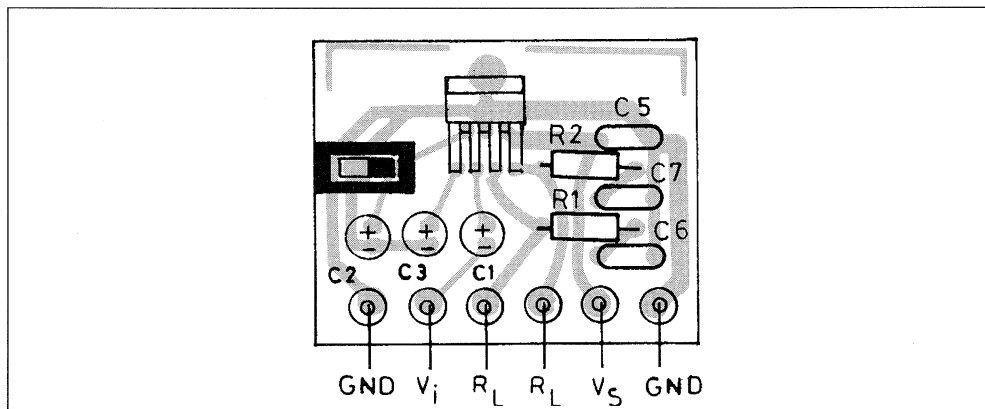 C5
R2
C7
R1
C6
+ + +
- - -
C2 C3 C1
GND Vi RL RL VS GND